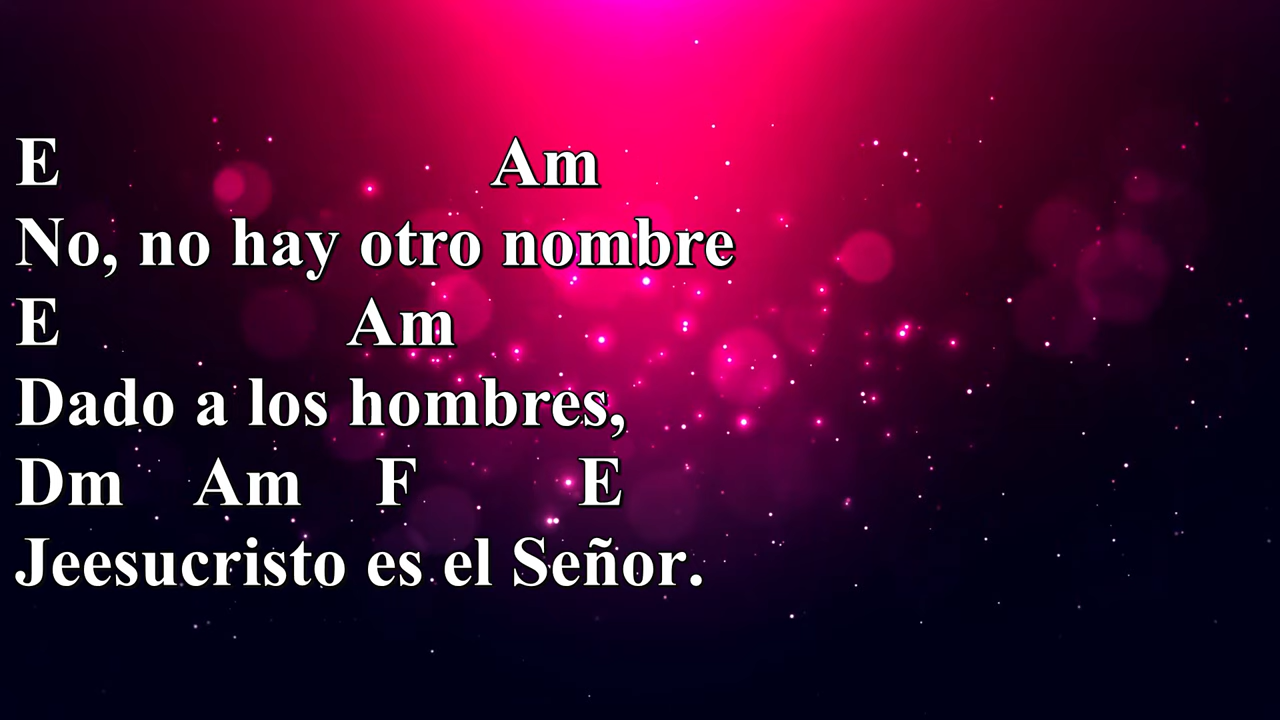 E Am
No, no hay otro nombre
E Am
Dado a los hombres,
Dm Am F E
Jeesucristo es el Señor.